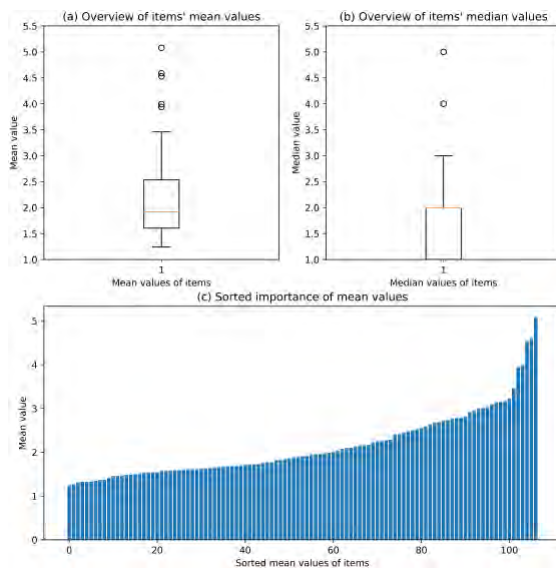 (a) Overview of items' mean values
5.5
5.0
4.5
4.0
3.5
3.0
2.5
2.0
1.5
1.0
Mean value
1
Mean values of items
(b) Overview of items' median values
5.5
5.0
4.5
4.0
3.5
3.0
2.5
2.0
1.5
1.0
Median value
1
Median values of items
(c) Sorted importance of mean values
5
4
3
2
1
0
Mean value
0 20 40 60 80 100
Sorted mean values of items